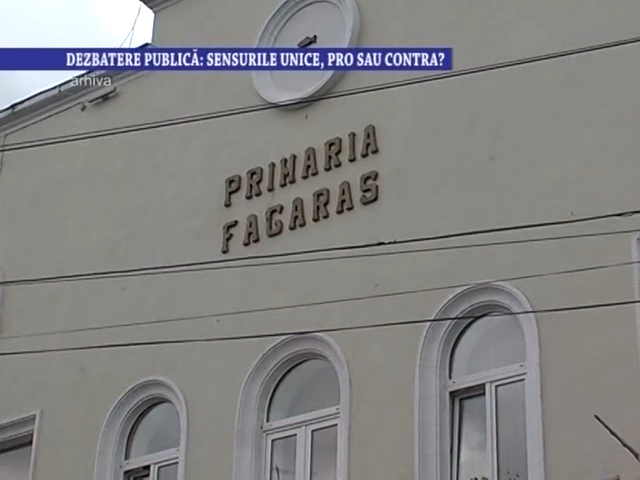 DEZBATERE PUBLICĂ: SENSURILE UNICE, PRO SAU CONTRA?
arhiva
PRIMARIA
FAGARAS